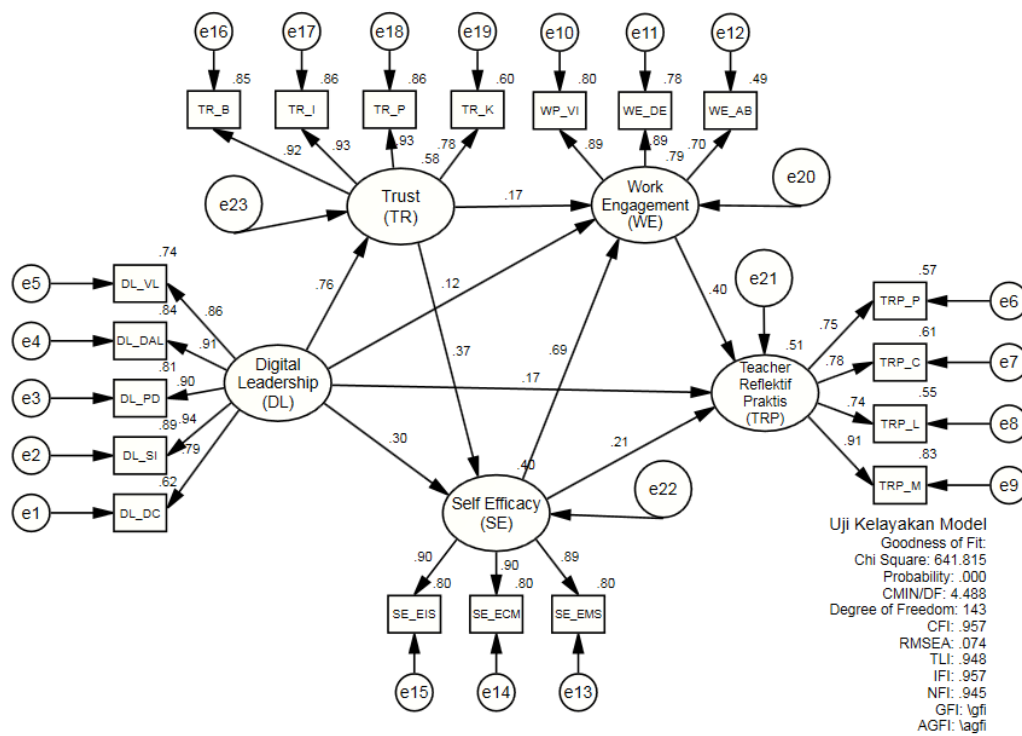 e16
e17
e18
e19
e10
e11
e12
.85
.86
.86
.60
.80
.78
.49
TR_B
TR_I
TR_P
TR_K
WP_VI
WE_DE
WE_AB
.92
.93
.93
.78
.58
.89
.89
.79
.70
e23
Trust
(TR)
.17
Work
Engagement
(WE)
e20
.74
e5
DL_VL
.86
.76
.12
.40
e21
.57
TRP_P
e6
.84
e4
DL_DAL
.91
.37
.69
.75
.51
.61
.78
TRP_C
e7
.81
e3
DL_PD
.90
Digital
Leadership
(DL)
.17
Teacher
Reflektif
Praktis
(TRP)
.55
.74
TRP_L
e8
.89
.94
e2
DL_SI
.79
.30
.21
.91
.83
TRP_M
e9
.62
e1
DL_DC
.40
Self Efficacy
(SE)
e22
.90
.80
.90
.80
.89
.80
SE_EIS
SE_ECM
SE_EMS
e15
e14
e13
Uji Kelayakan Model
Goodness of Fit:
Chi Square: 641.815
Probability: .000
CMIN/DF: 4.488
Degree of Freedom: 143
CFI: .957
RMSEA: .074
TLI: .948
IFI: .957
NFI: .945
GFI: \gfi
AGFI: \agfi